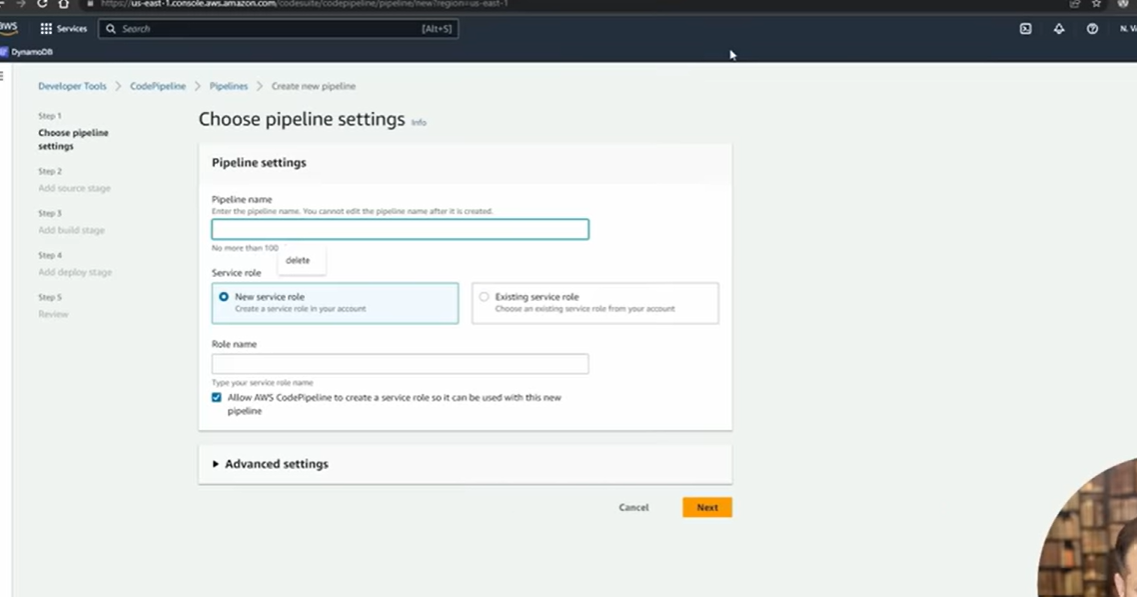 https://us-east-1.console.aws.amazon.com/codesuite/codepipeline/pipeline/new?region=us-east-1
aws
Services
Search
[Alt+S]
DynamoDB
Developer Tools
CodePipeline
Pipelines
Create new pipeline
Step 1
Choose pipeline
settings
Step 2
Add source stage
Step 3
Add build stage
Step 4
Add deploy stage
Step 5
Review
Choose pipeline settings Info
Pipeline settings
Pipeline name
Enter the pipeline name. You cannot edit the pipeline name after it is created.
No more than 100
delete
Service role
New service role
Create a service role in your account
Existing service role
Choose an existing service role from your account
Role name
Type your service role name
Allow AWS CodePipeline to create a service role so it can be used with this new
pipeline
Advanced settings
Cancel
Next